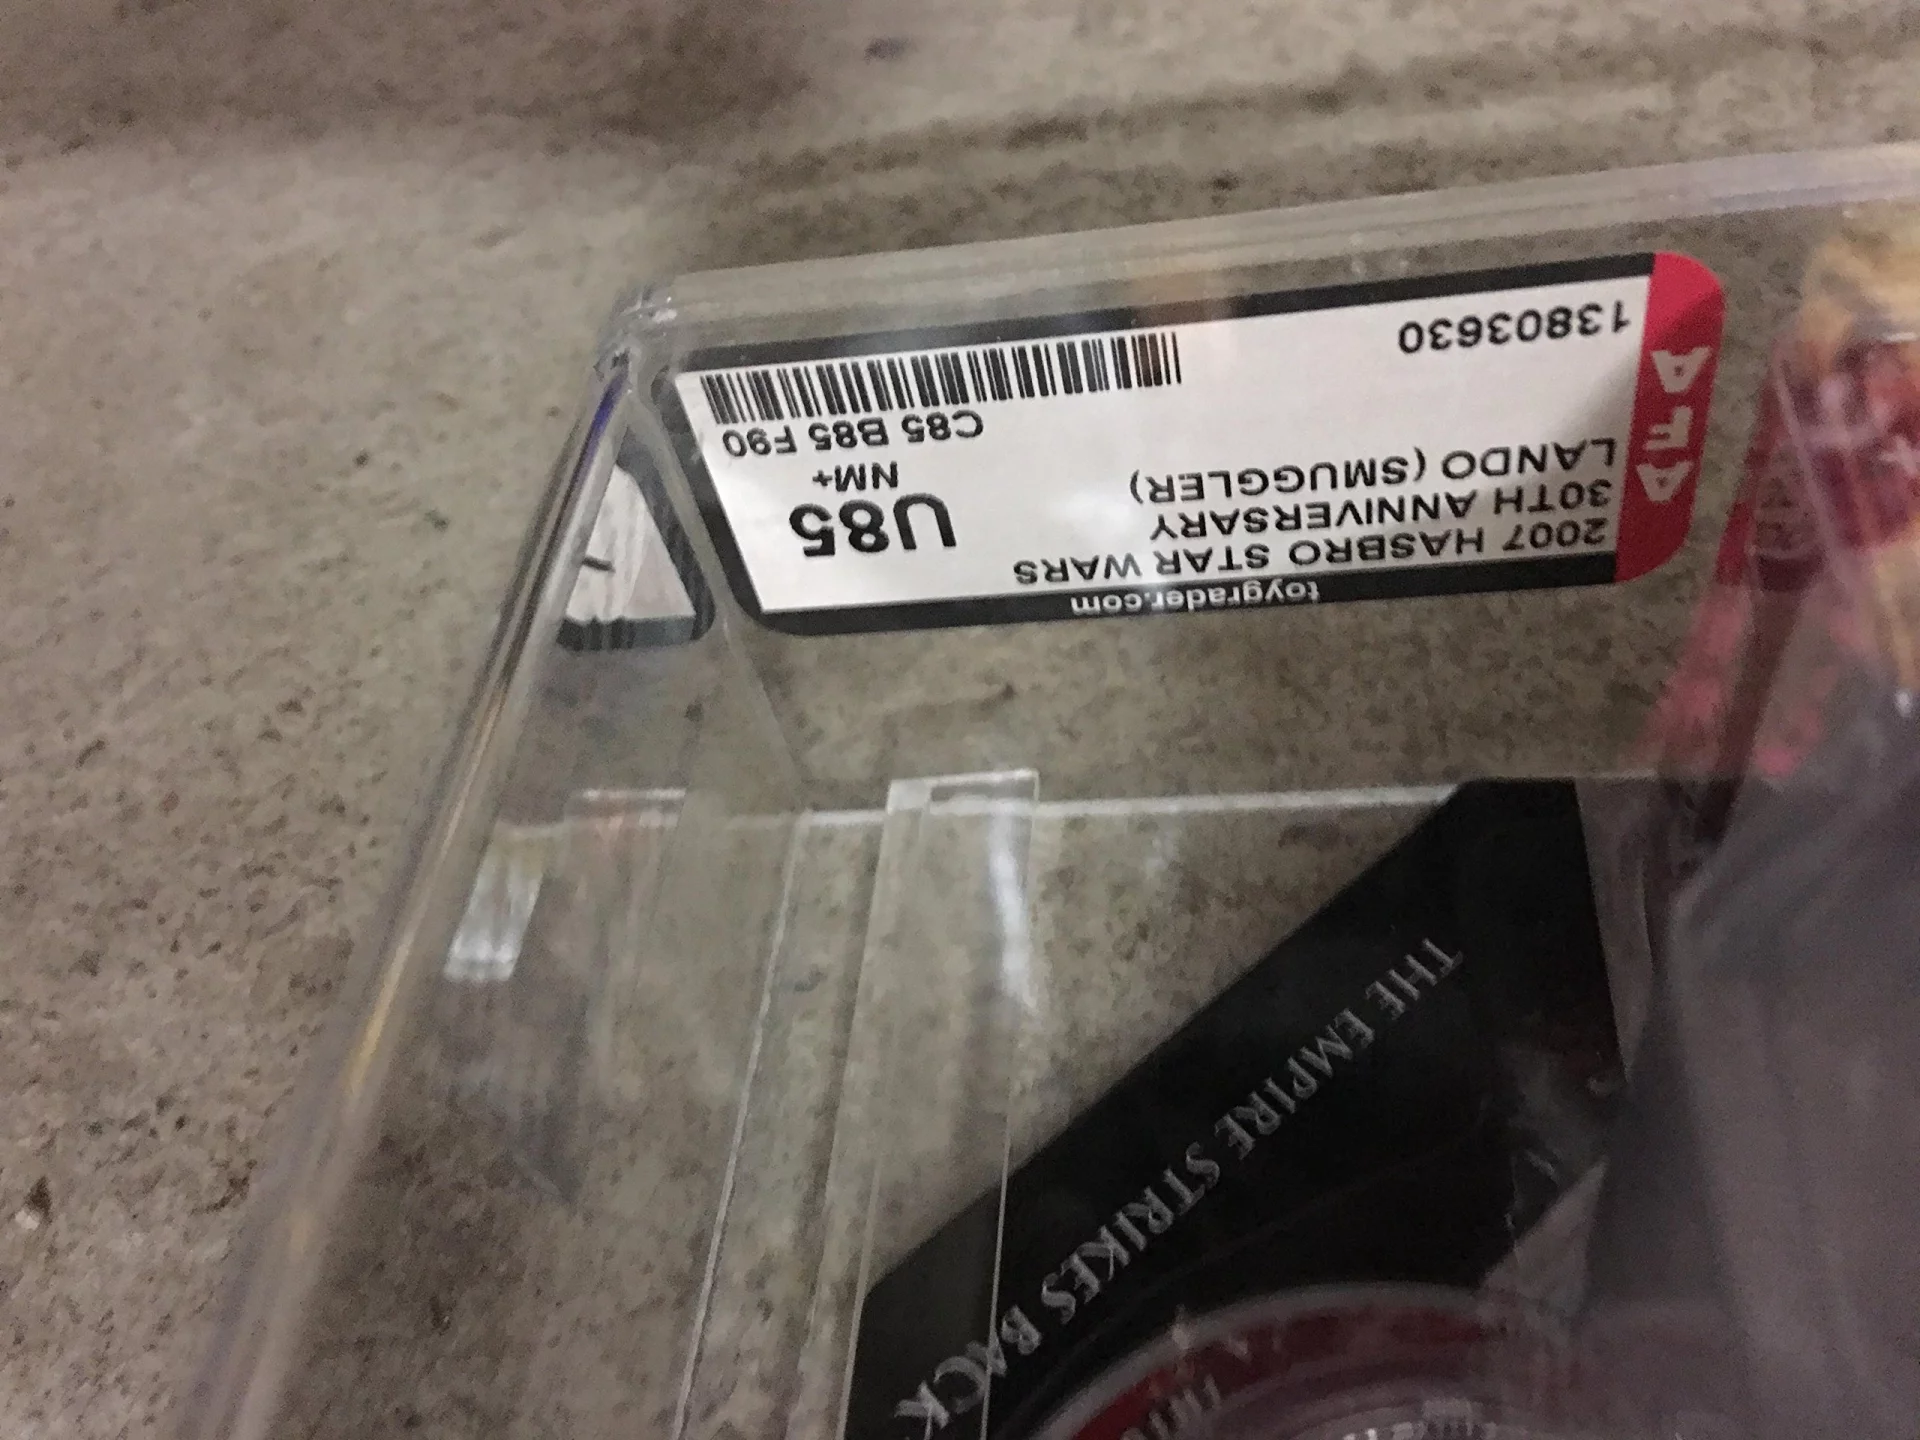 toygrader.com
AFA
2007 HASBRO STAR WARS
30TH ANNIVERSARY
LANDO (SMUGGLER)
U85
NM+
C85 B85 F90
13803630
THE EMPIRE STRIKES BACK